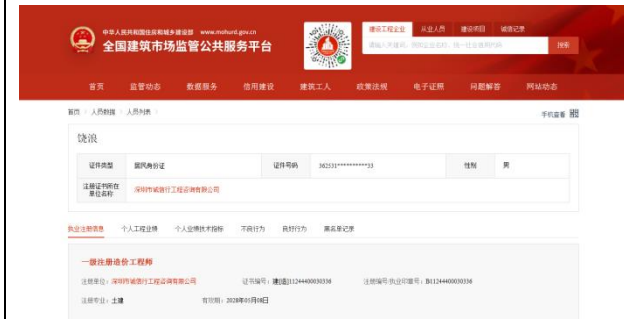 中华人民共和国住房和城乡建设部 www.mohurd.gov.cn
全国建筑市场监管公共服务平台
建设工程企业 从业人员 建设项目 诚信记录
搜索
首页 监管动态 数据服务 信用建设 建筑工人 政策法规 电子证照 问题解答 网站动态
首页 人员数据 人员列表
手机查看
饶浪
证件类型 居民身份证 证件号码 362531**********33 性别 男
注册证书所在单位名称 深圳市诚信行工程咨询有限公司
执业注册信息 个人工程业绩 个人业绩技术指标 不良行为 良好行为 黑名单记录
一级注册造价工程师
注册单位：深圳市诚信行工程咨询有限公司 证书编号：建[造]11244400030336 注册编号/执业印章号：B11244400030336
注册专业：土建 有效期：2028年05月08日